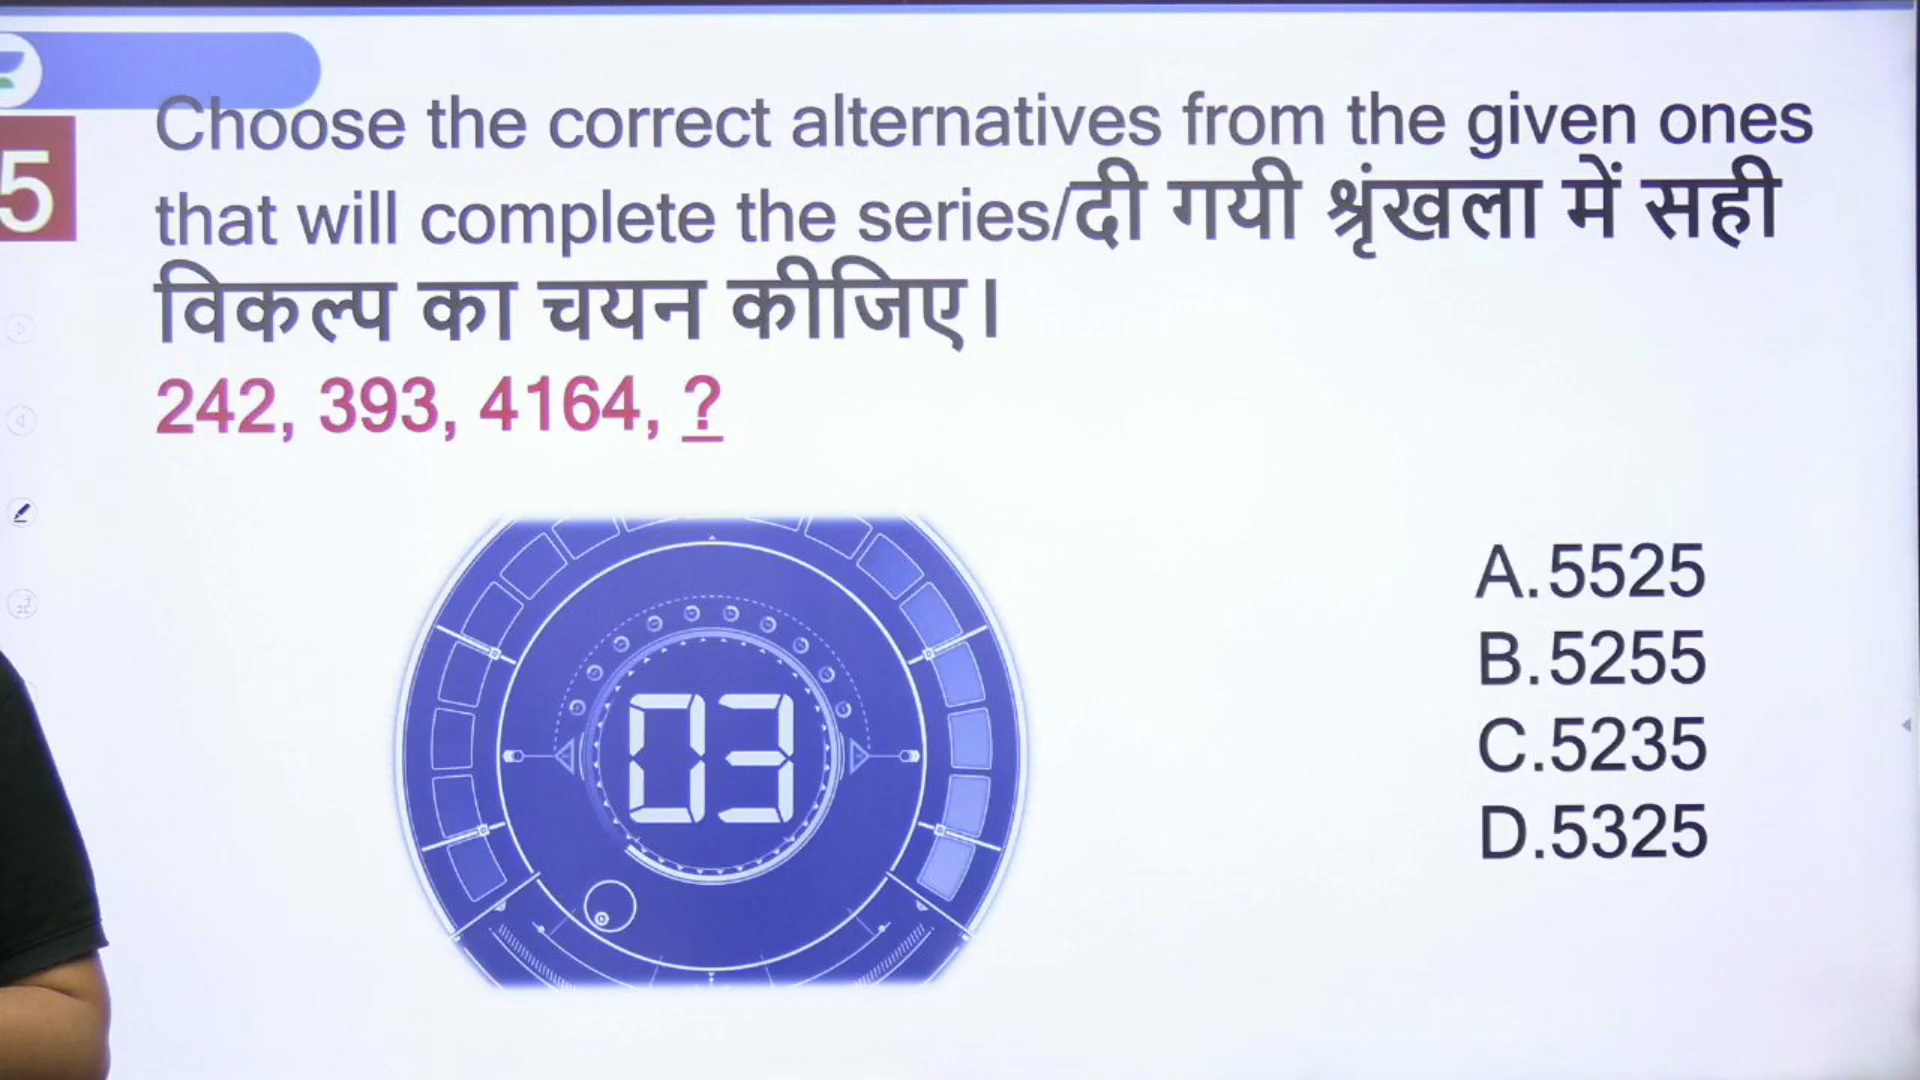 5
Choose the correct alternatives from the given ones
that will complete the series/दी गयी श्रृंखला में सही
विकल्प का चयन कीजिए।
242, 393, 4164, ?
03
A.5525
B.5255
C.5235
D.5325